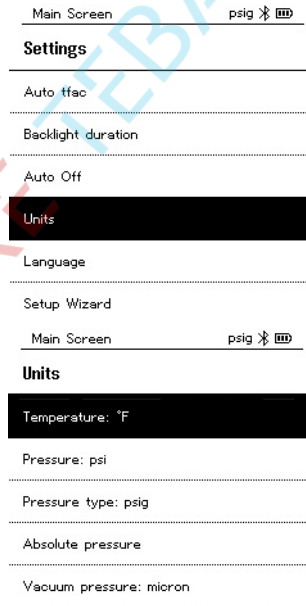 Main Screen psig
Settings
Auto tfac
Backlight duration
Auto Off
Units
Language
Setup Wizard
Main Screen psig
Units
Temperature: °F
Pressure: psi
Pressure type: psig
Absolute pressure
Vacuum pressure: micron